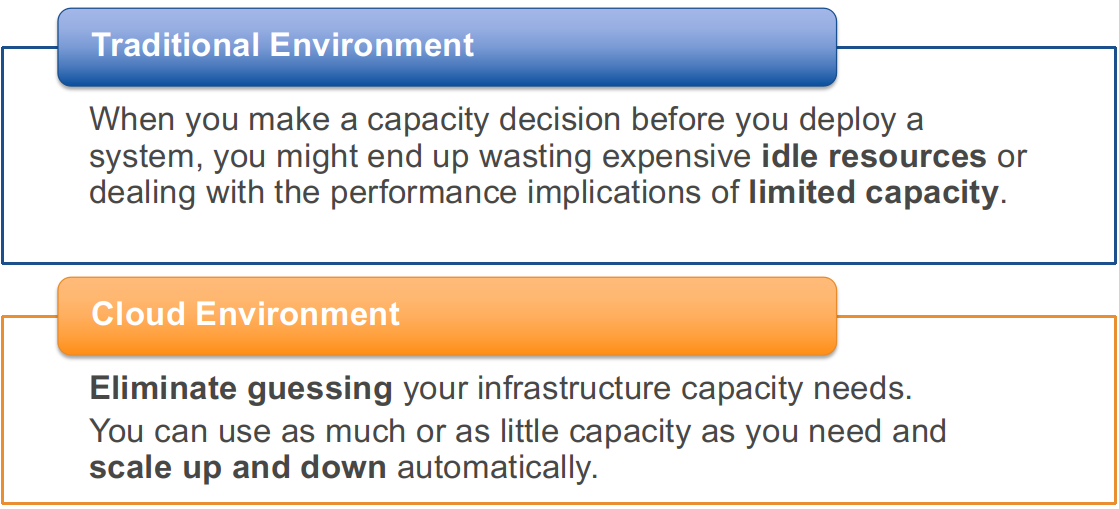 Traditional Environment
When you make a capacity decision before you deploy a
system, you might end up wasting expensive idle resources or
dealing with the performance implications of limited capacity.
Cloud Environment
Eliminate guessing your infrastructure capacity needs.
You can use as much or as little capacity as you need and
scale up and down automatically.